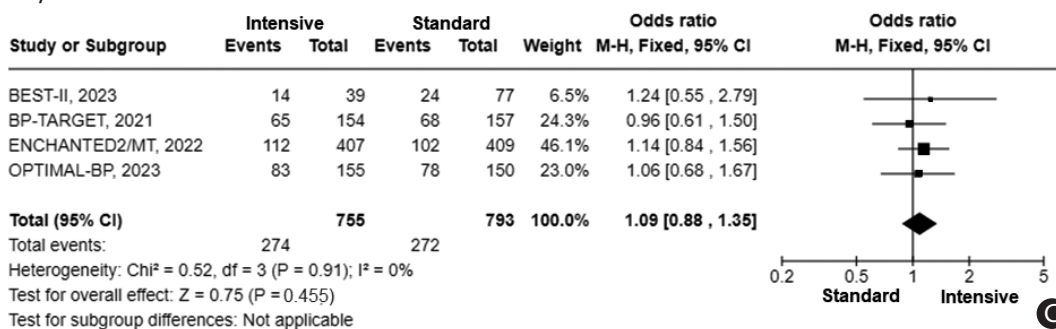 Intensive Standard Odds ratio Odds ratio
Study or Subgroup Events Total Events Total Weight M-H, Fixed, 95% CI M-H, Fixed, 95% CI
BEST-II, 2023 14 39 24 77 6.5% 1.24 [0.55 , 2.79]
BP-TARGET, 2021 65 154 68 157 24.3% 0.96 [0.61 , 1.50]
ENCHANTED2/MT, 2022 112 407 102 409 46.1% 1.14 [0.84 , 1.56]
OPTIMAL-BP, 2023 83 155 78 150 23.0% 1.06 [0.68 , 1.67]
Total (95% CI) 755 793 100.0% 1.09 [0.88 , 1.35]
Total events: 274 272
Heterogeneity: Chi² = 0.52, df = 3 (P = 0.91); I² = 0%
Test for overall effect: Z = 0.75 (P = 0.455)
Test for subgroup differences: Not applicable
0.2 0.5 1 2 5
Standard Intensive